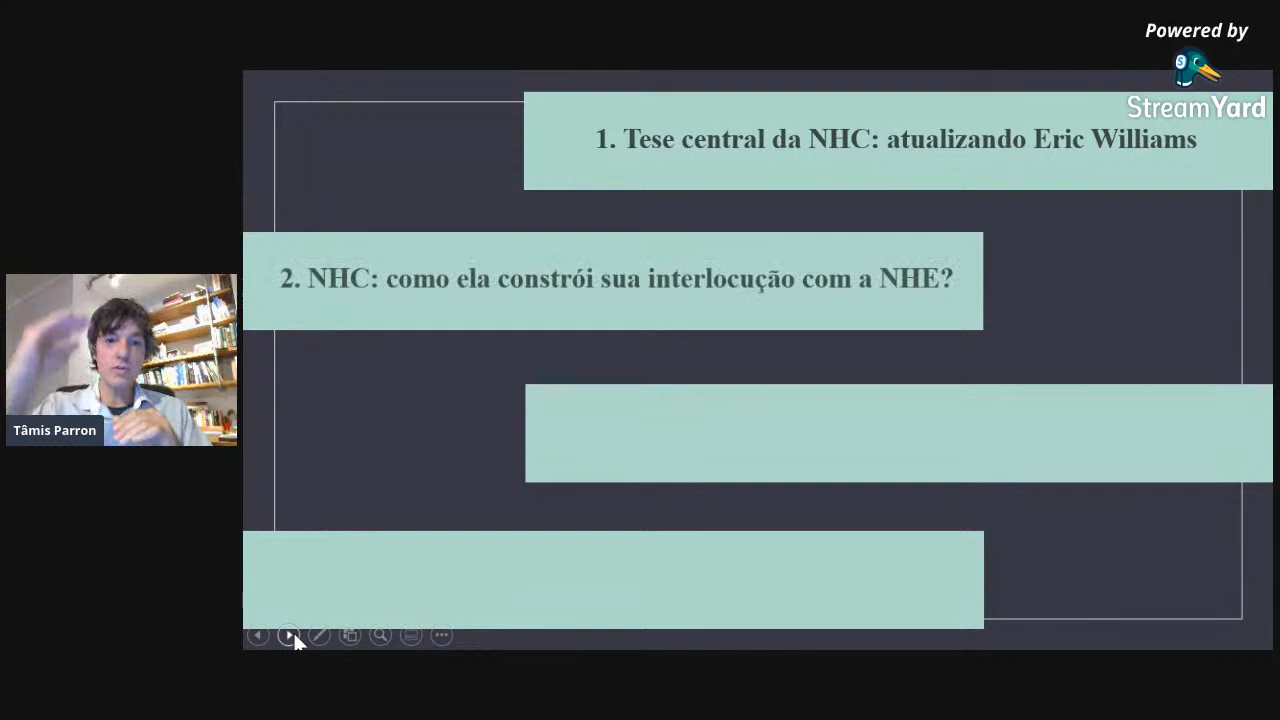 Powered by
StreamYard
1. Tese central da NHC: atualizando Eric Williams
2. NHC: como ela constrói sua interlocução com a NHE?
Tâmis Parron